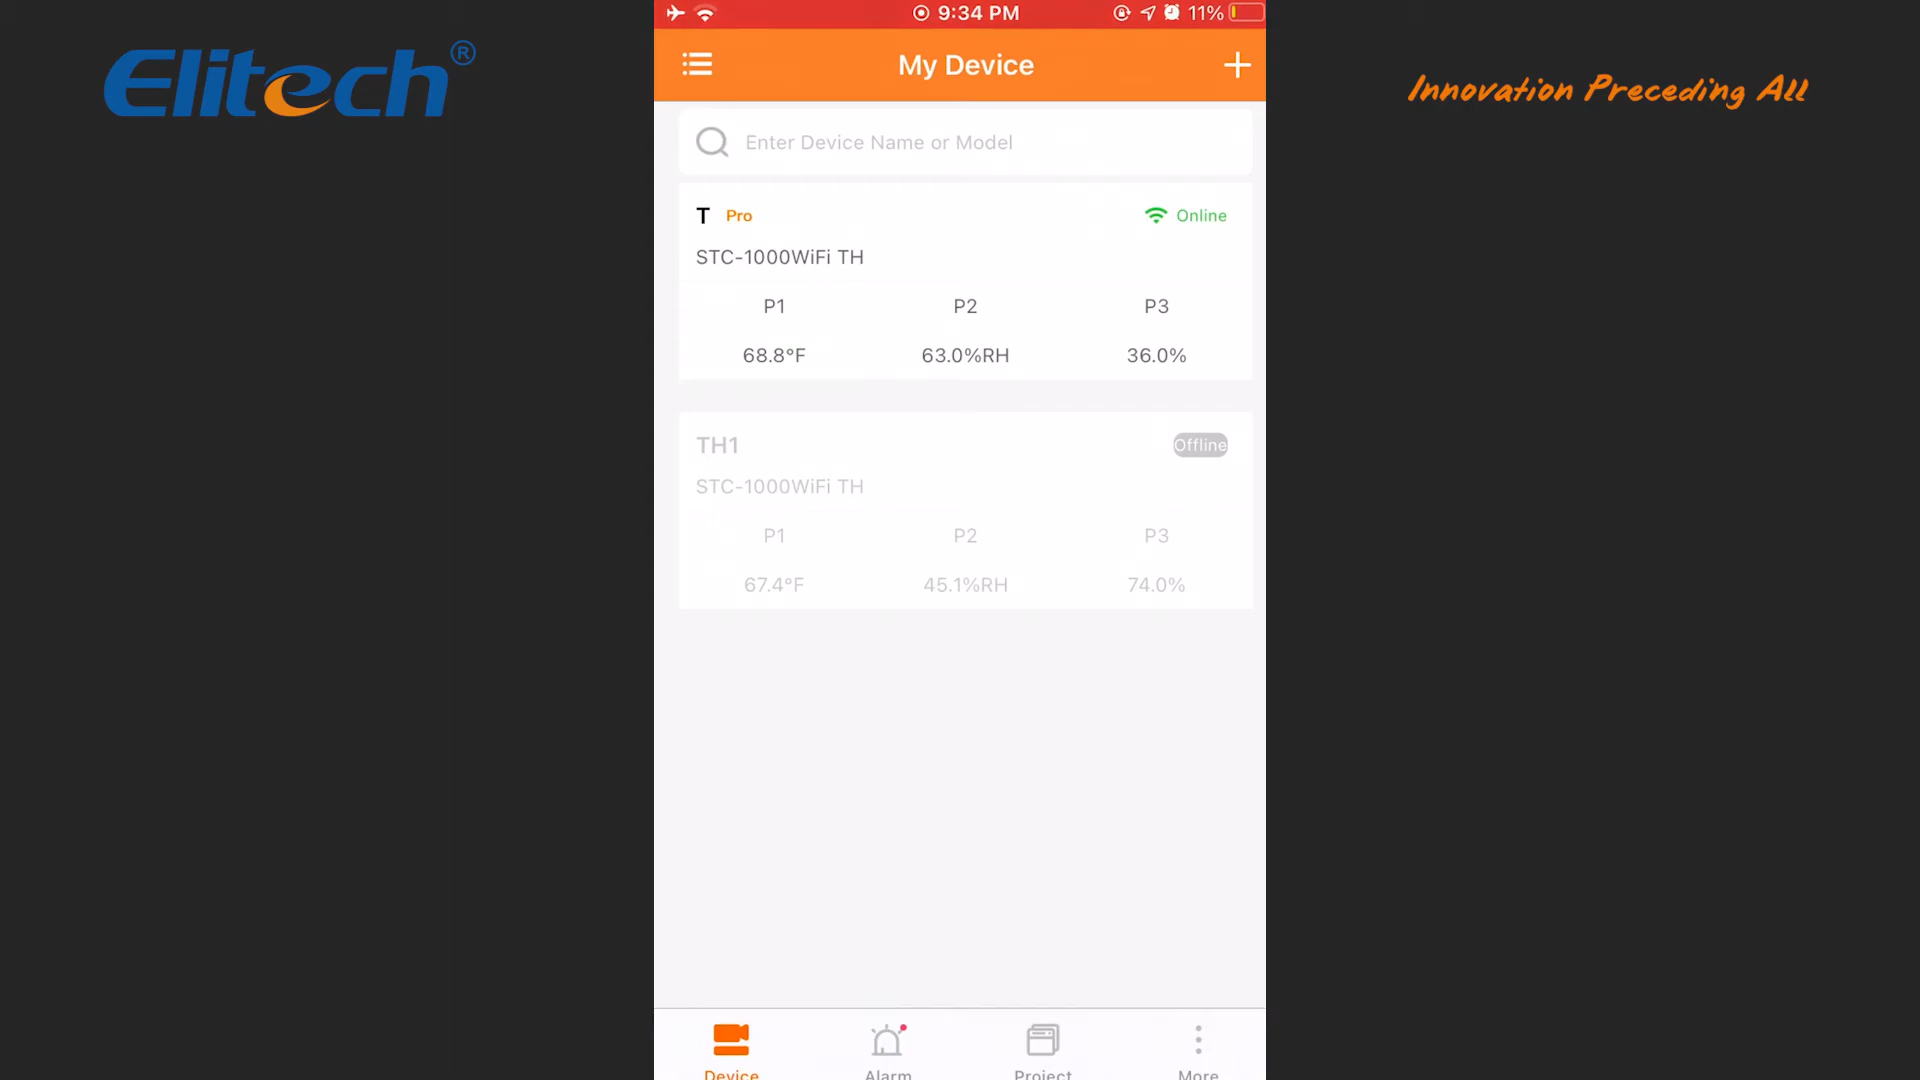 Elitech®
Innovation Preceding All
9:34 PM
11%
My Device
Enter Device Name or Model
T Pro Online
STC-1000WiFi TH
P1 P2 P3
68.8°F 63.0%RH 36.0%
TH1 Offline
STC-1000WiFi TH
P1 P2 P3
67.4°F 45.1%RH 74.0%
Device Alarm Project More